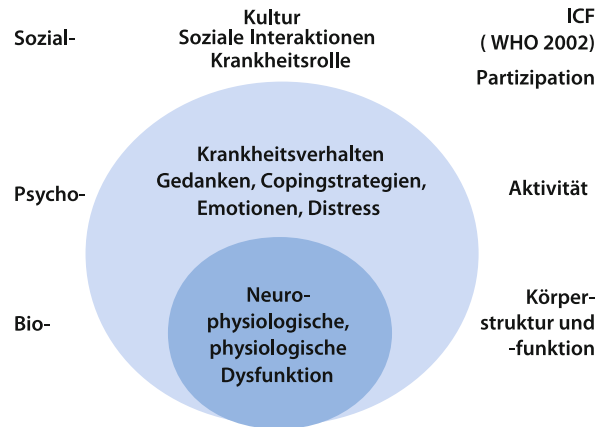 Sozial-
Kultur
Soziale Interaktionen
Krankheitsrolle
ICF
( WHO 2002)
Partizipation
Psycho-
Krankheitsverhalten
Gedanken, Copingstrategien,
Emotionen, Distress
Aktivität
Bio-
Neuro-
physiologische,
physiologische
Dysfunktion
Körper-
struktur und
-funktion